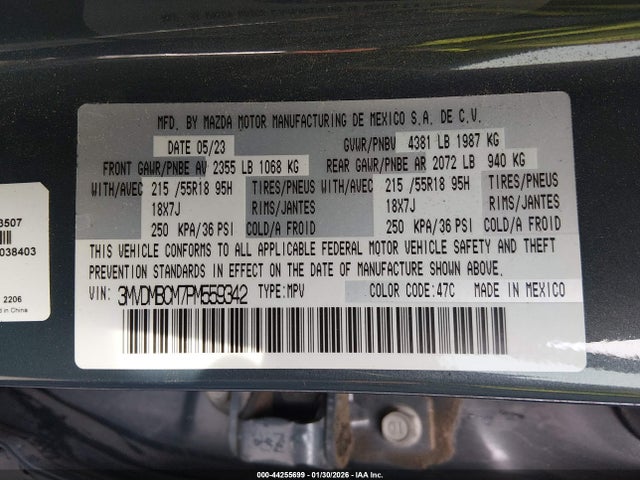 MFD. BY MAZDA MOTOR MANUFACTURING DE MEXICO S.A. DE C.V.
DATE 05/23 GVWR/PNBV 4381 LB 1987 KG
FRONT GAWR/PNBE AV 2355 LB 1068 KG REAR GAWR/PNBE AR 2072 LB 940 KG
WITH/AVEC 215 /55R18 95H TIRES/PNEUS WITH/AVEC 215 /55R18 95H TIRES/PNEUS
18X7J RIMS/JANTES 18X7J RIMS/JANTES
250 KPA/36 PSI COLD/A FROID 250 KPA/36 PSI COLD/A FROID
THIS VEHICLE CONFORMS TO ALL APPLICABLE FEDERAL MOTOR VEHICLE SAFETY AND THEFT
PREVENTION STANDARDS IN EFFECT ON THE DATE OF MANUFACTURE SHOWN ABOVE.
VIN: 3MVDMBCM7PM559342 TYPE:MPV COLOR CODE:47C MADE IN MEXICO
3507
038403
2206
in China
000-44255699 01/30/2026 - IAA Inc.